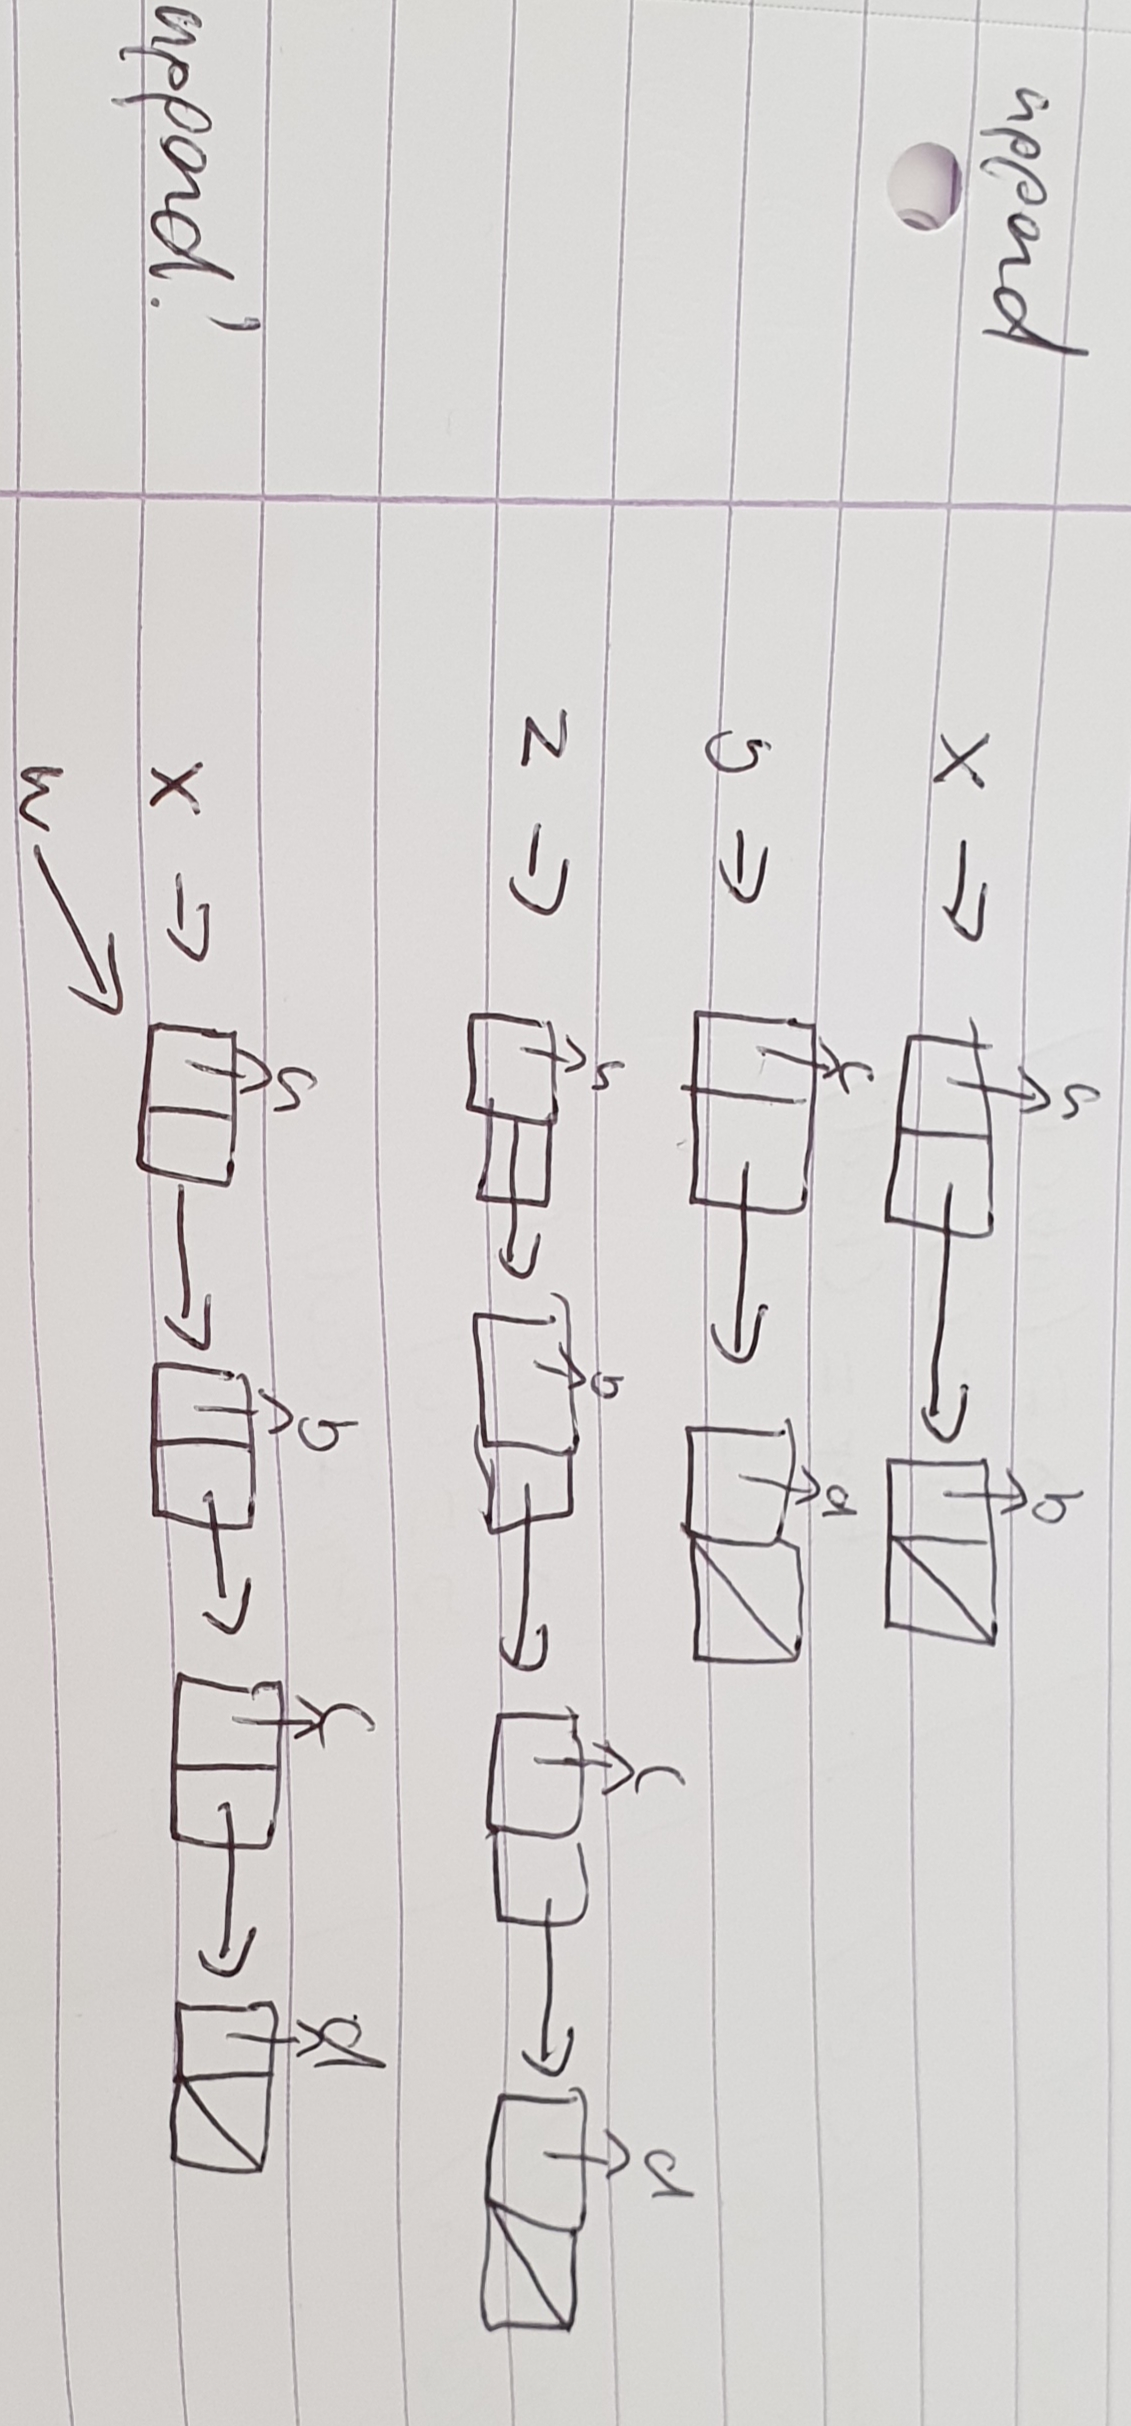 append
a b
x →
c d
y →
a b c d
z →
append!
a b c d
x →
w